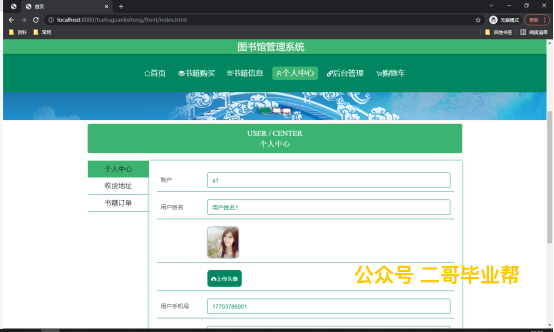 首页
localhost:8080/tushuguanlixitong/front/index.html
无痕模式
更新
资料
常用
其他书签
阅读清单
图书馆管理系统
首页
书籍购买
书籍信息
个人中心
后台管理
购物车
USER / CENTER
个人中心
个人中心
收货地址
书籍订单
账户
a1
用户姓名
用户姓名1
上传头像
公众号 二哥毕业帮
用户手机号
17703786901